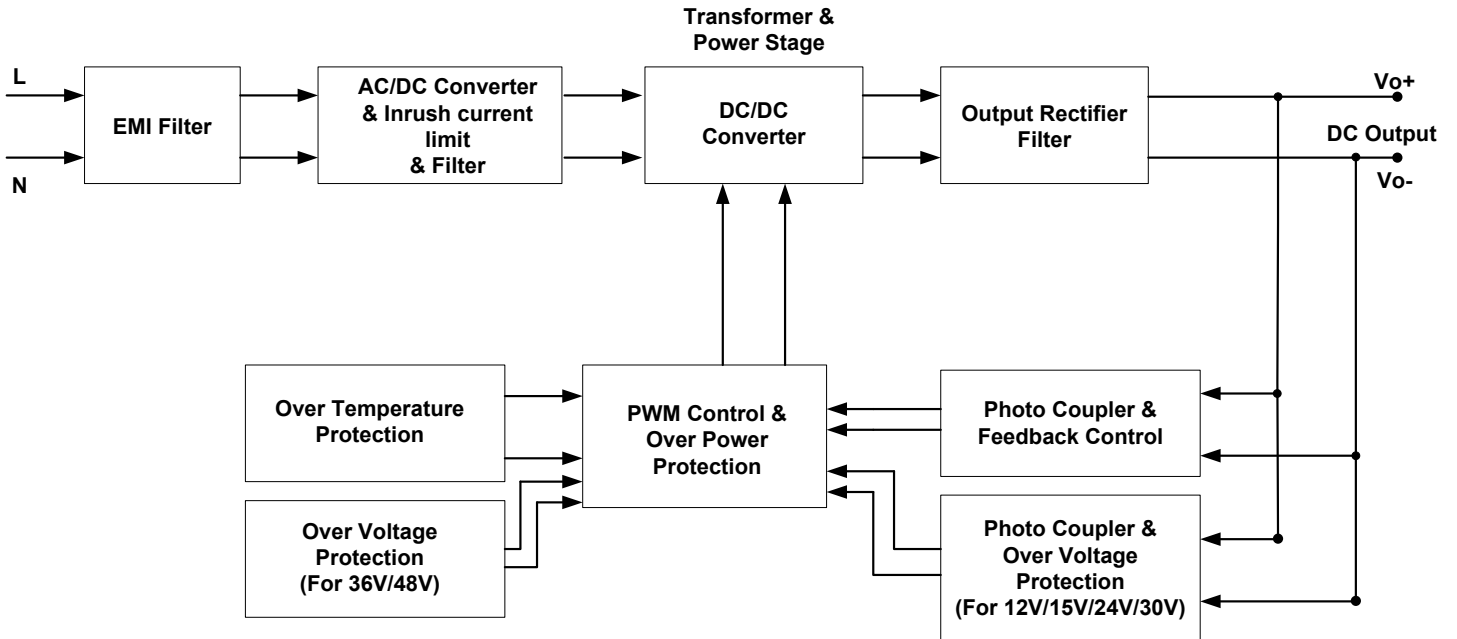 Transformer &
Power Stage
L
N
EMI Filter
AC/DC Converter
& Inrush current
limit
& Filter
DC/DC
Converter
Output Rectifier
Filter
Vo+
DC Output
Vo-
Over Temperature
Protection
PWM Control &
Over Power
Protection
Photo Coupler &
Feedback Control
Over Voltage
Protection
(For 36V/48V)
Photo Coupler &
Over Voltage
Protection
(For 12V/15V/24V/30V)